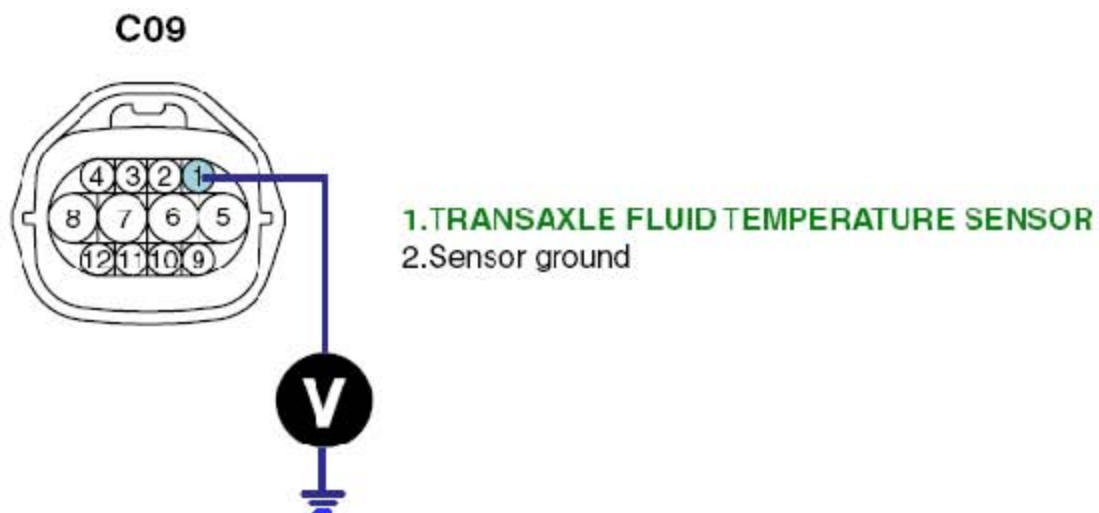 C09
4 3 2 1
8 7 6 5
12 11 10 9
1.TRANSAXLE FLUID TEMPERATURE SENSOR
2.Sensor ground
V